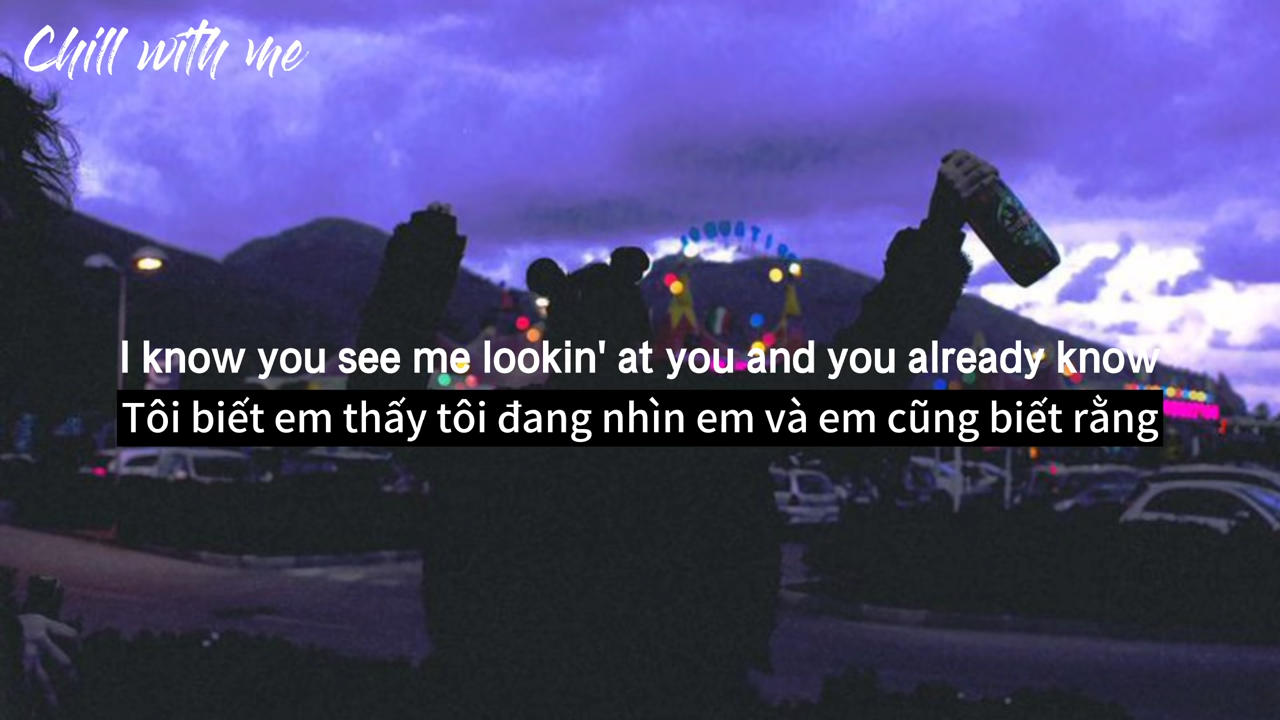 Chill with me
I know you see me lookin' at you and you already know
Tôi biết em thấy tôi đang nhìn em và em cũng biết rằng